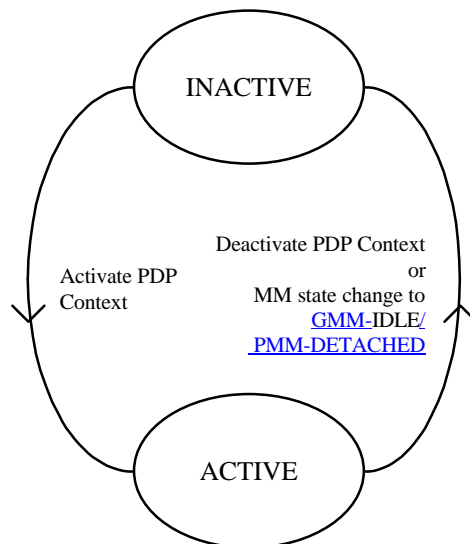 INACTIVE
Activate PDP
Context
Deactivate PDP Context
or
MM state change to
GMM-IDLE/
PMM-DETACHED
ACTIVE